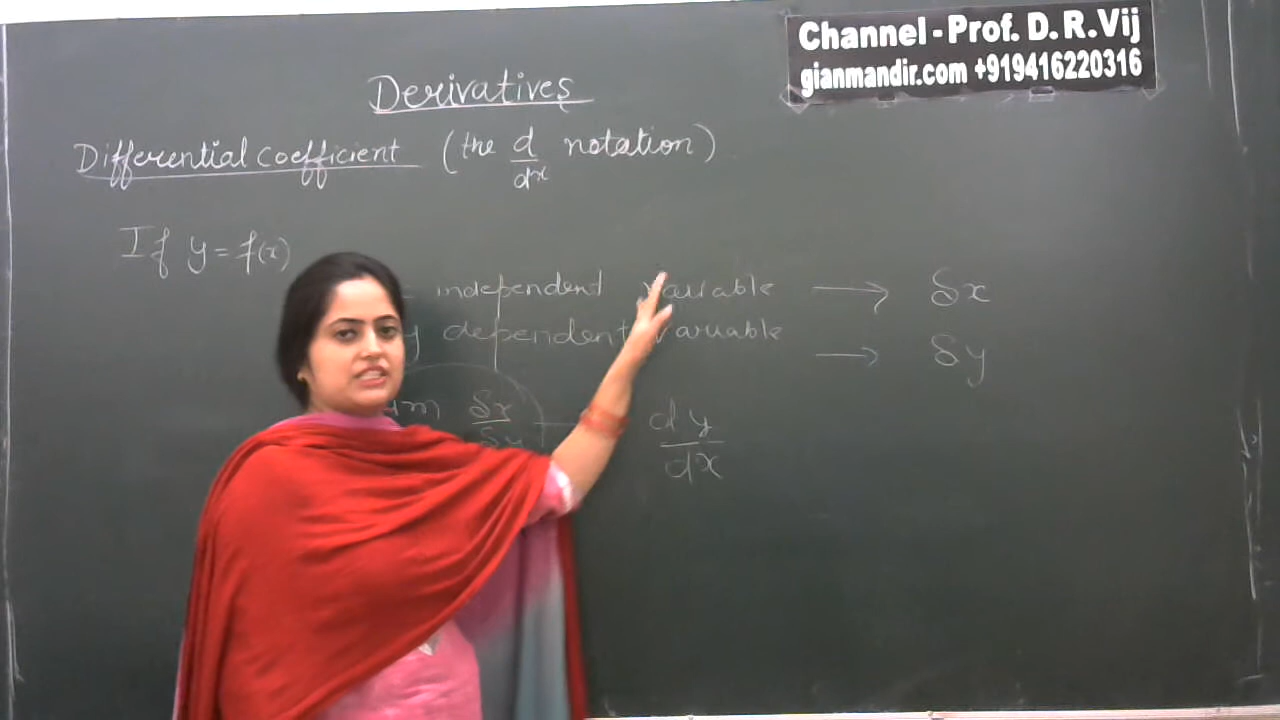 Channel - Prof. D. R. Vij
gianmandir.com +919416220316
Derivatives
Differential coefficient (the d/dx notation)
If y = f(x)
independent variable → δx
y dependent variable → δy
δx/δy dy/dx